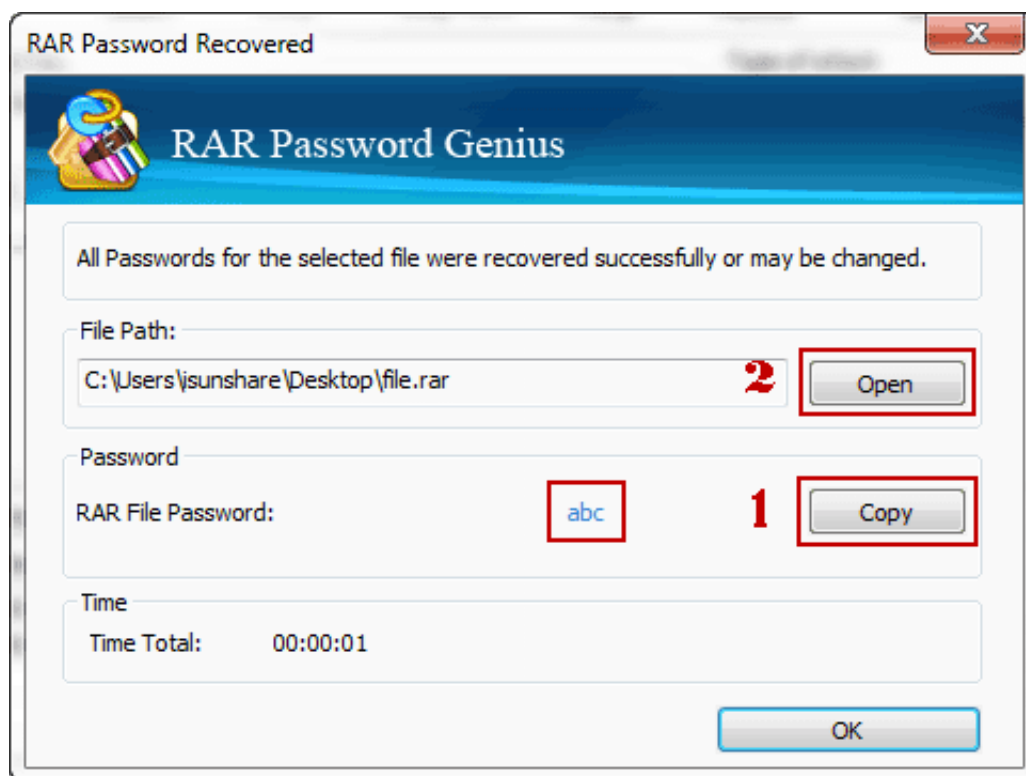 RAR Password Recovered
RAR Password Genius
All Passwords for the selected file were recovered successfully or may be changed.
File Path:
C:\Users\isunshare\Desktop\file.rar
2
Open
Password
RAR File Password:
abc
1
Copy
Time
Time Total: 00:00:01
OK